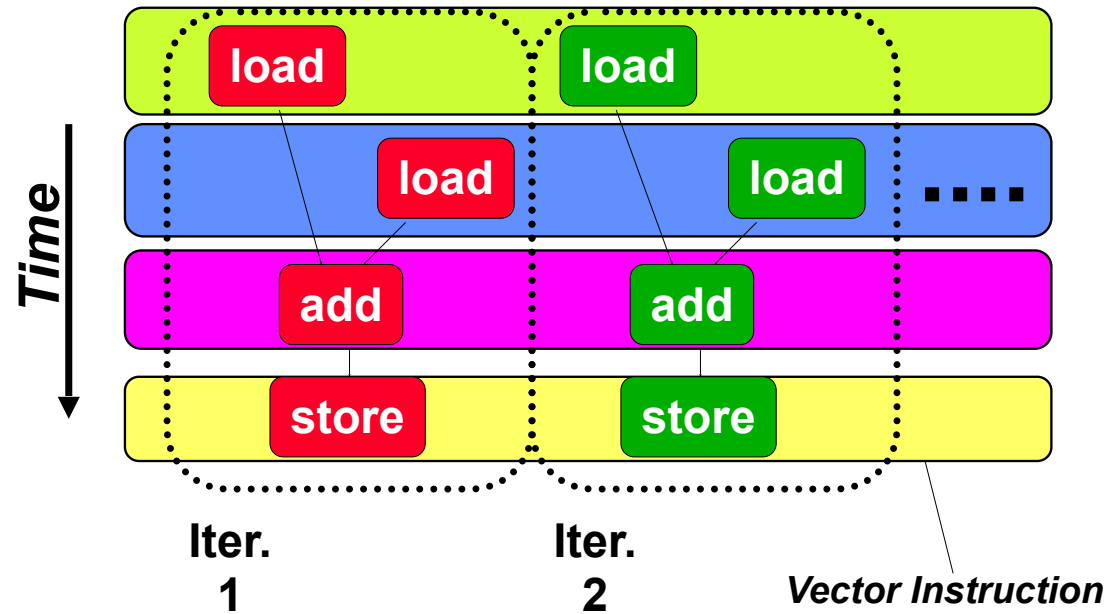 load load
load load
....
Time
add add
store store
Iter. Iter.
1 2
Vector Instruction